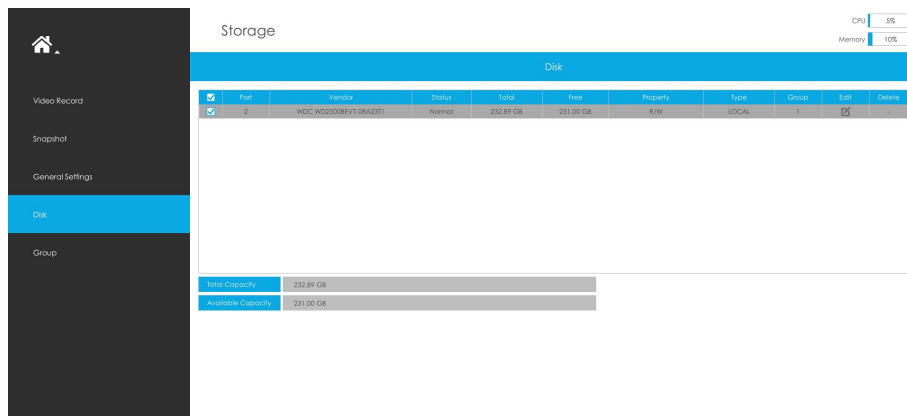 Storage
CPU 5%
Memory 10%
Disk
Video Record
Snapshot
General Settings
Disk
Group
Port Vendor Status Total Free Property Type Group Edit Delete
2 WDC WD2500BEVT-08A23T1 Normal 232.89 GB 231.00 GB R/W LOCAL 1 -
Total Capacity 232.89 GB
Available Capacity 231.00 GB